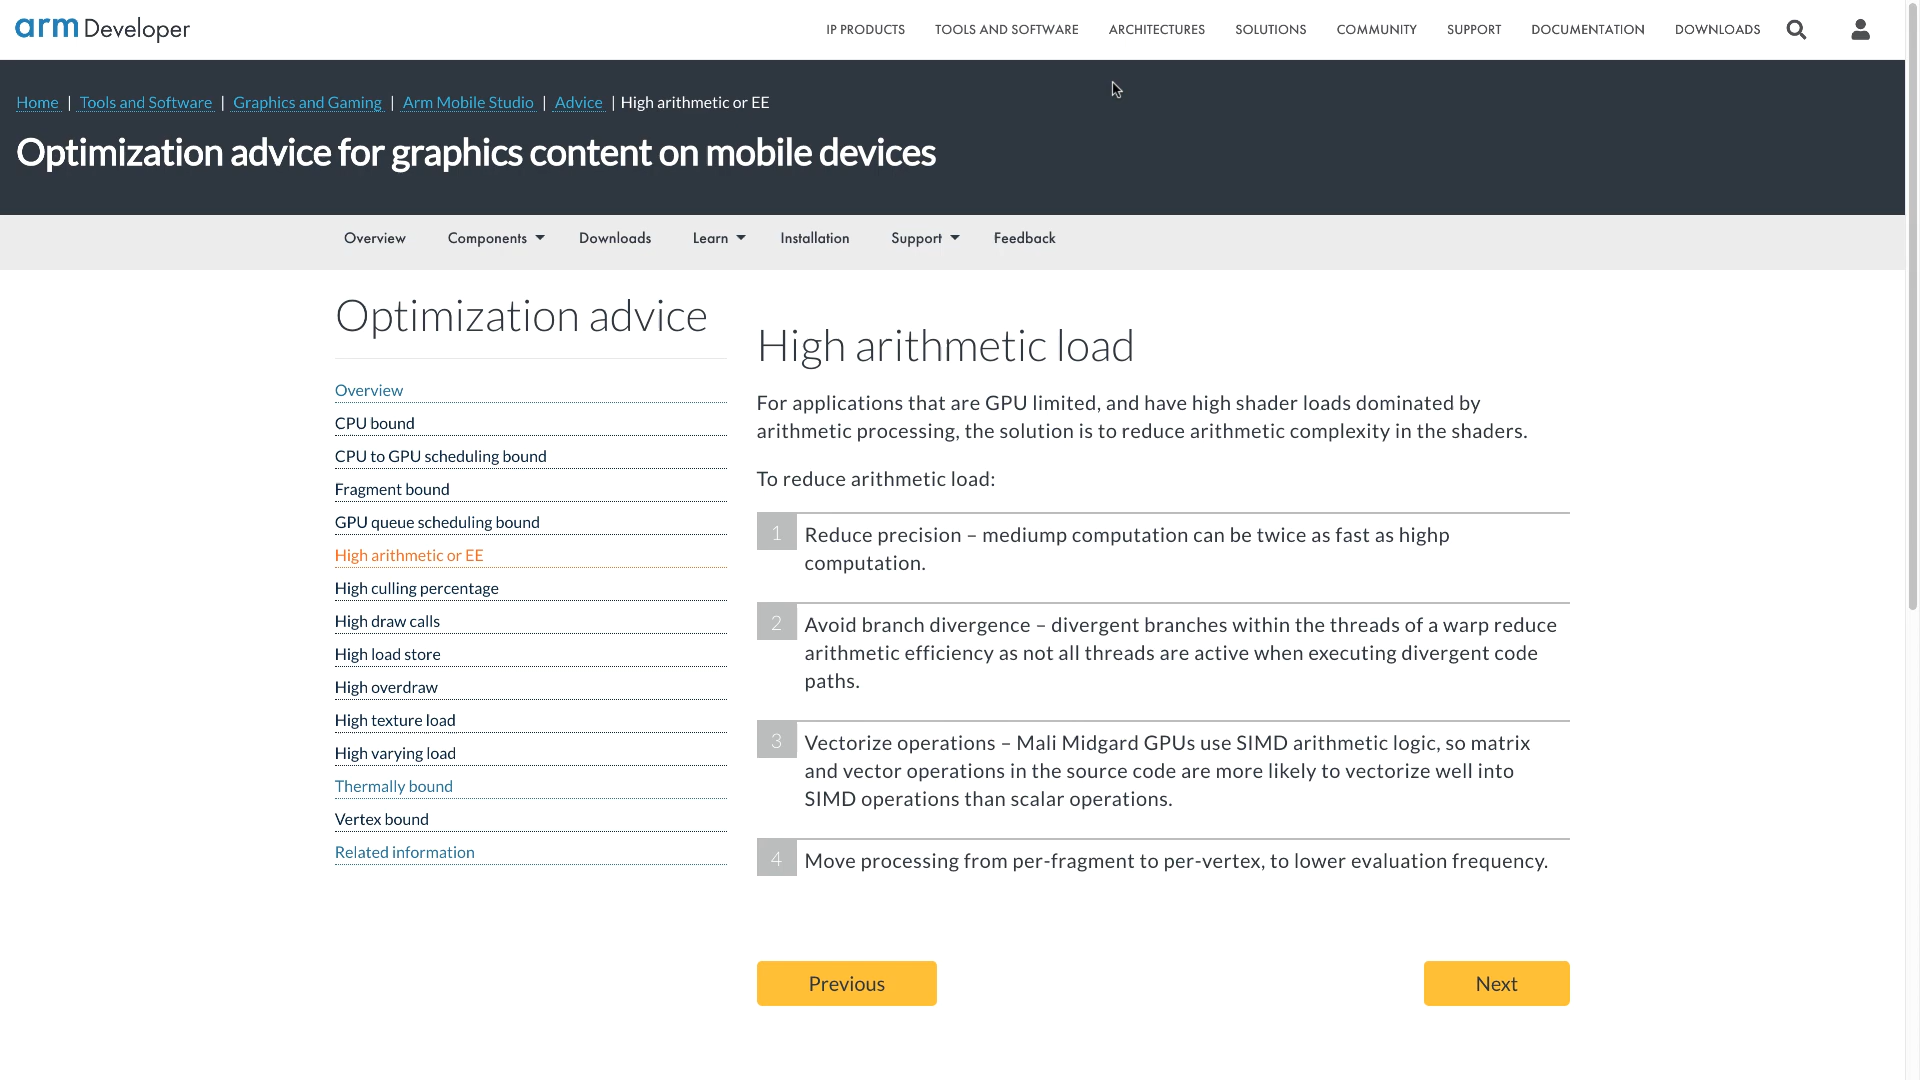 arm Developer
IP PRODUCTS TOOLS AND SOFTWARE ARCHITECTURES SOLUTIONS COMMUNITY SUPPORT DOCUMENTATION DOWNLOADS
Home | Tools and Software | Graphics and Gaming | Arm Mobile Studio | Advice | High arithmetic or EE
Optimization advice for graphics content on mobile devices
Overview Components Downloads Learn Installation Support Feedback
Optimization advice
Overview
CPU bound
CPU to GPU scheduling bound
Fragment bound
GPU queue scheduling bound
High arithmetic or EE
High culling percentage
High draw calls
High load store
High overdraw
High texture load
High varying load
Thermally bound
Vertex bound
Related information
High arithmetic load
For applications that are GPU limited, and have high shader loads dominated by
arithmetic processing, the solution is to reduce arithmetic complexity in the shaders.
To reduce arithmetic load:
1 Reduce precision – mediump computation can be twice as fast as highp
computation.
2 Avoid branch divergence – divergent branches within the threads of a warp reduce
arithmetic efficiency as not all threads are active when executing divergent code
paths.
3 Vectorize operations – Mali Midgard GPUs use SIMD arithmetic logic, so matrix
and vector operations in the source code are more likely to vectorize well into
SIMD operations than scalar operations.
4 Move processing from per-fragment to per-vertex, to lower evaluation frequency.
Previous Next